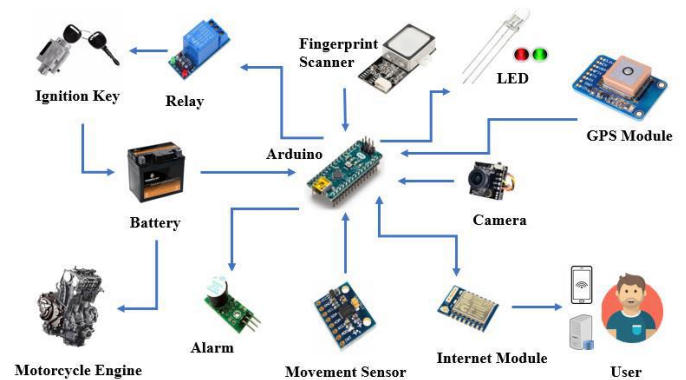 Fingerprint
Scanner
LED
Ignition Key
Relay
GPS Module
Arduino
Battery
Camera
Alarm
Movement Sensor
Internet Module
User
Motorcycle Engine